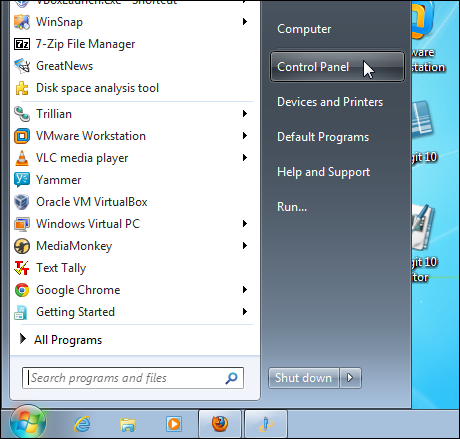 VBoxLaunch.exe - Shortcut
WinSnap
7-Zip File Manager
GreatNews
Disk space analysis tool
Trillian
VMware Workstation
VLC media player
Yammer
Oracle VM VirtualBox
Windows Virtual PC
MediaMonkey
Text Tally
Google Chrome
Getting Started
All Programs
Search programs and files
Computer
Control Panel
Devices and Printers
Default Programs
Help and Support
Run...
Shut down
ware
station
git 10
git 10
itor